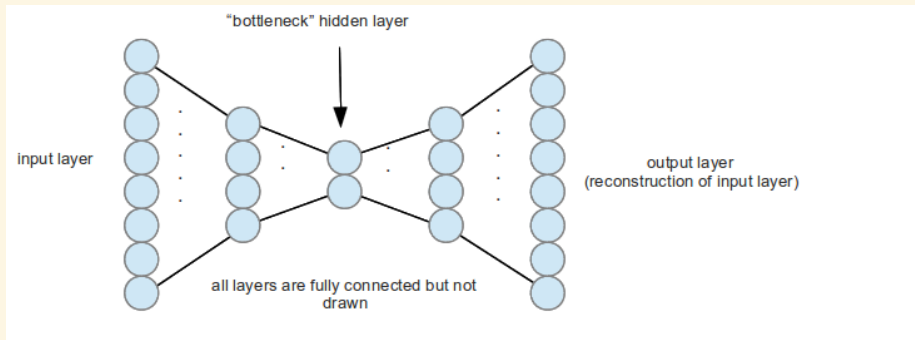 “bottleneck” hidden layer
input layer
output layer
(reconstruction of input layer)
all layers are fully connected but not
drawn